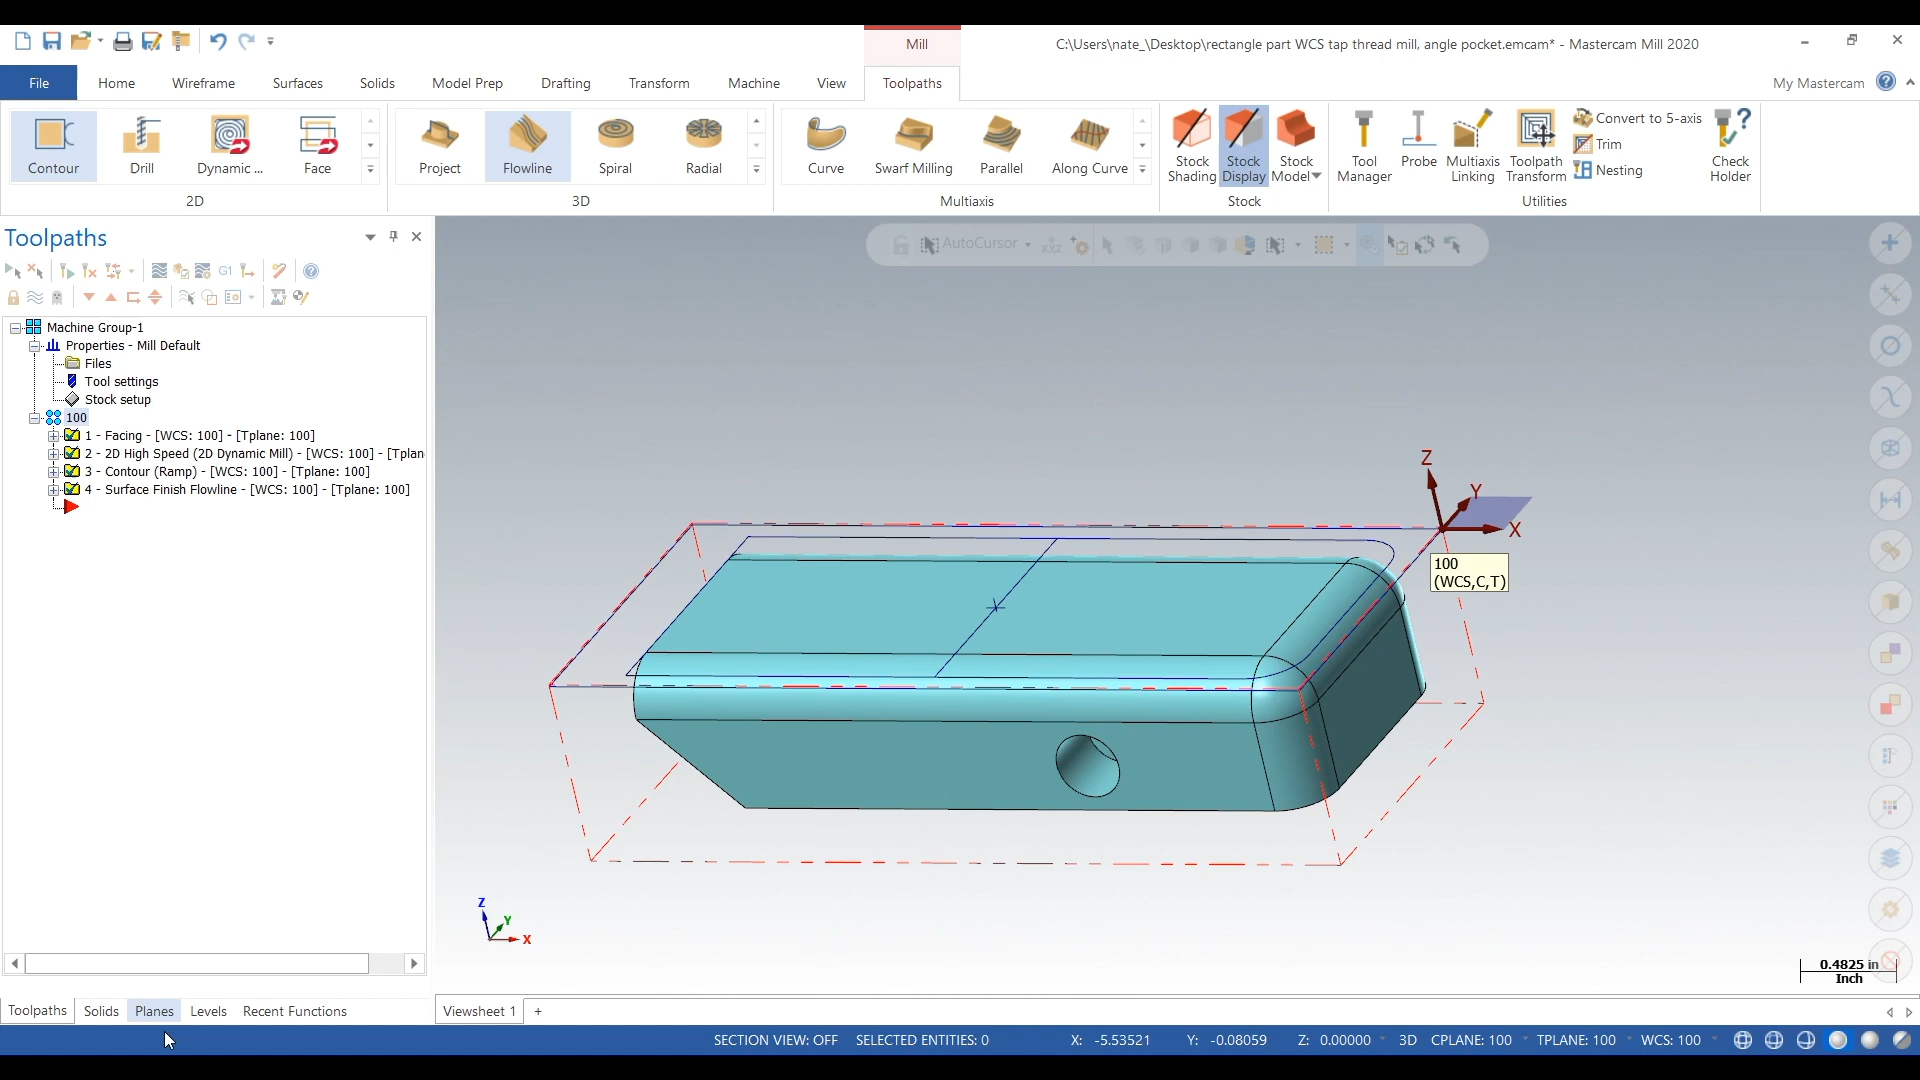 Mill
C:\Users\nate_\Desktop\rectangle part WCS tap thread mill, angle pocket.emcam* - Mastercam Mill 2020
File Home Wireframe Surfaces Solids Model Prep Drafting Transform Machine View Toolpaths My Mastercam
Contour Drill Dynamic ... Face
Project Flowline Spiral Radial
Curve Swarf Milling Parallel Along Curve
Stock Shading
Stock Display
Stock Model
Tool Manager
Probe
Multiaxis Linking
Toolpath Transform
Convert to 5-axis
Trim
Nesting
Check Holder
2D 3D Multiaxis Stock Utilities
Toolpaths
AutoCursor
G1
Machine Group-1
Properties - Mill Default
Files
Tool settings
Stock setup
100
1 - Facing - [WCS: 100] - [Tplane: 100]
2 - 2D High Speed (2D Dynamic Mill) - [WCS: 100] - [Tplan
3 - Contour (Ramp) - [WCS: 100] - [Tplane: 100]
4 - Surface Finish Flowline - [WCS: 100] - [Tplane: 100]
Z
Y
X
100
(WCS,C,T)
Z
Y
X
0.4825 in
Inch
Toolpaths Solids Planes Levels Recent Functions
Viewsheet 1 +
SECTION VIEW: OFF SELECTED ENTITIES: 0 X: -5.53521 Y: -0.08059 Z: 0.00000 3D CPLANE: 100 TPLANE: 100 WCS: 100